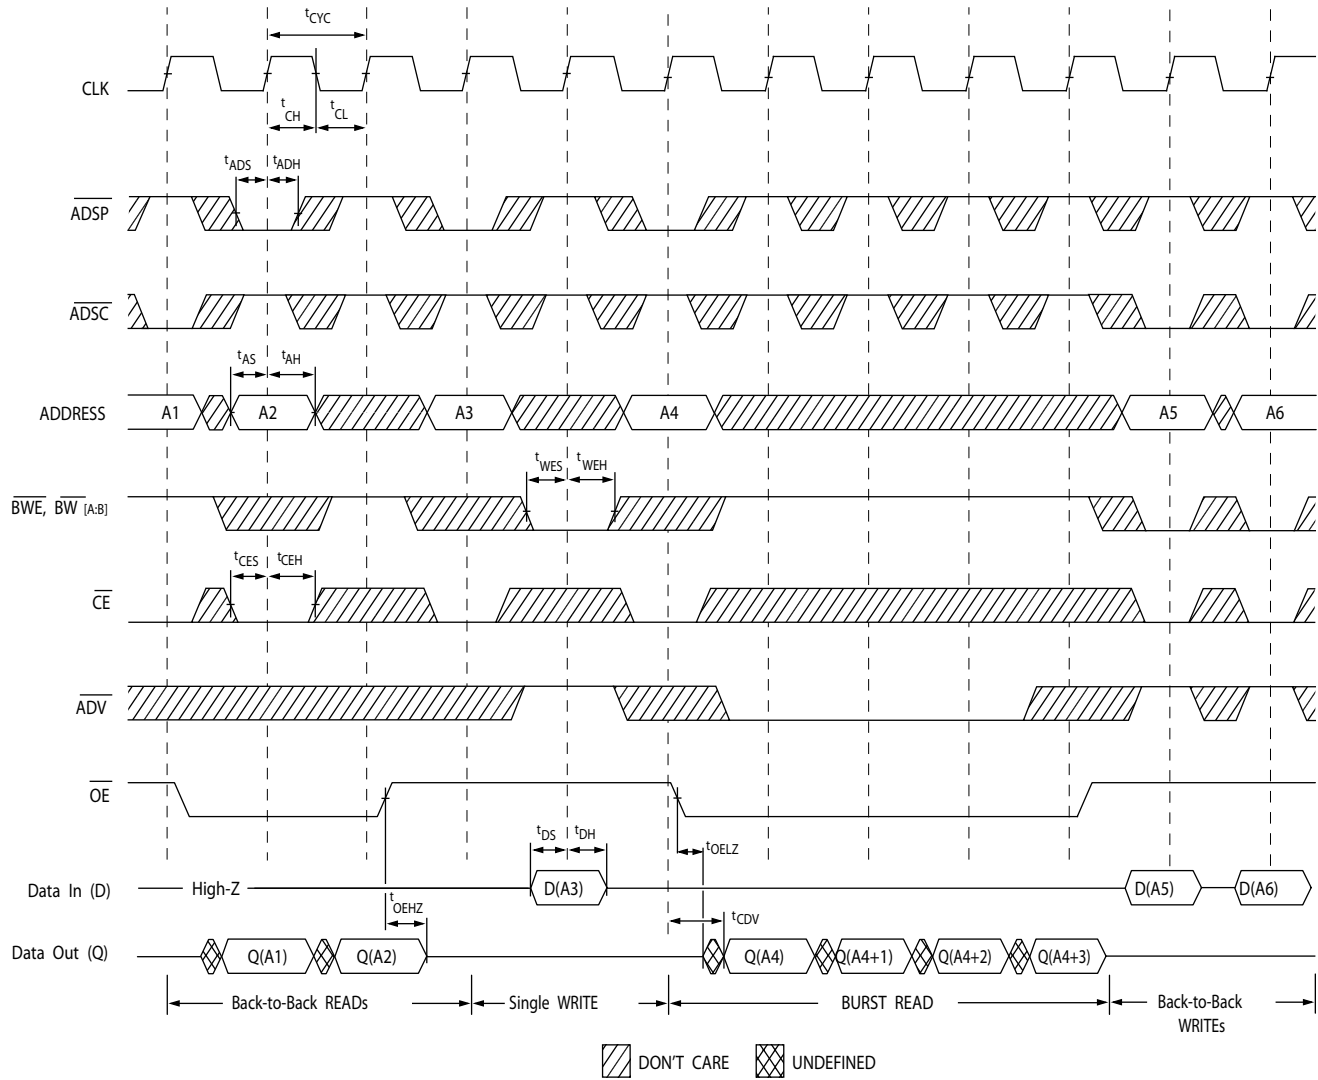 tCYC
CLK
tCH
tCL
tADS
tADH
ADSP
ADSC
tAS
tAH
ADDRESS
A1
A2
A3
A4
A5
A6
tWES
tWEH
BWE, BW [A:B]
tCES
tCEH
CE
ADV
OE
tDS
tDH
tOELZ
Data In (D)
High-Z
D(A3)
D(A5)
D(A6)
tOEHZ
tCDV
Data Out (Q)
Q(A1)
Q(A2)
Q(A4)
Q(A4+1)
Q(A4+2)
Q(A4+3)
Back-to-Back READs
Single WRITE
BURST READ
Back-to-Back
WRITEs
DON'T CARE
UNDEFINED